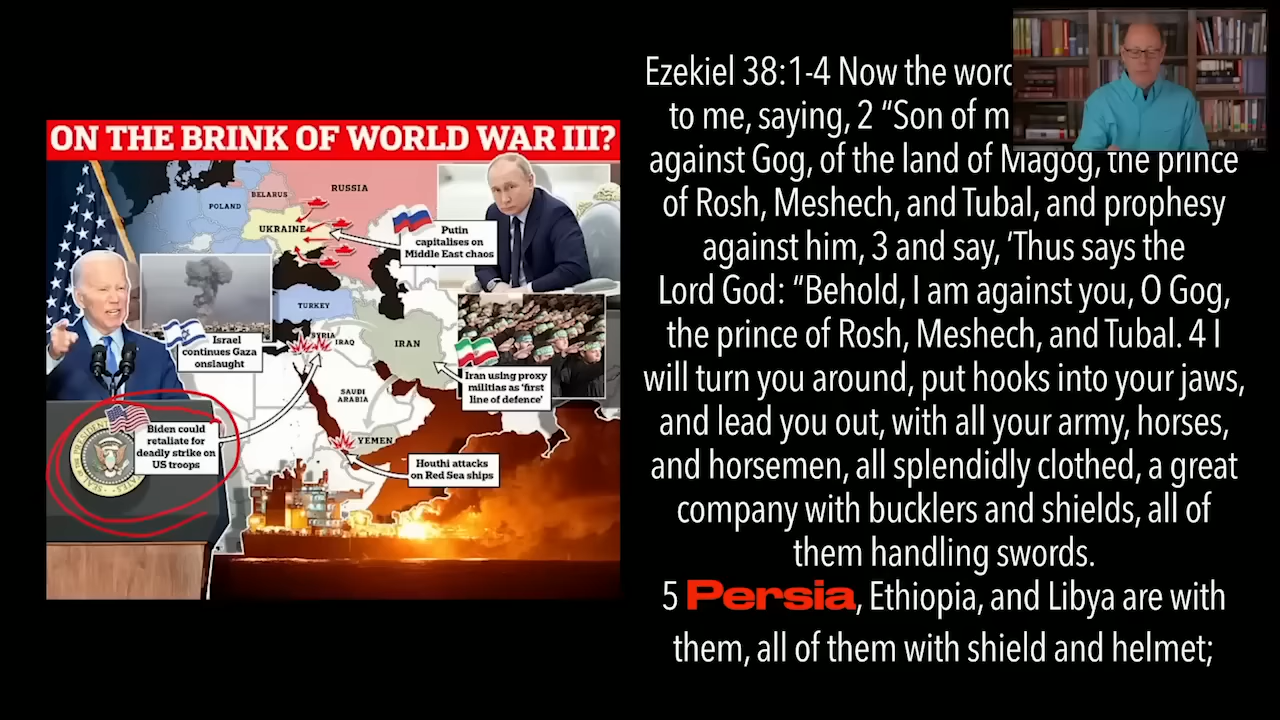 ON THE BRINK OF WORLD WAR III?
BELARUS
RUSSIA
POLAND
UKRAINE
Putin
capitalises on
Middle East chaos
TURKEY
SYRIA
IRAQ
IRAN
Israel
continues Gaza
onslaught
Iran using proxy
militias as 'first
line of defence'
SAUDI
ARABIA
Biden could
retaliate for
deadly strike on
US troops
YEMEN
Houthi attacks
on Red Sea ships
SEAL OF THE PRESIDENT
Ezekiel 38:1-4 Now the word
to me, saying, 2 “Son of m
against Gog, of the land of Magog, the prince
of Rosh, Meshech, and Tubal, and prophesy
against him, 3 and say, ‘Thus says the
Lord God: “Behold, I am against you, O Gog,
the prince of Rosh, Meshech, and Tubal. 4 I
will turn you around, put hooks into your jaws,
and lead you out, with all your army, horses,
and horsemen, all splendidly clothed, a great
company with bucklers and shields, all of
them handling swords.
5 Persia, Ethiopia, and Libya are with
them, all of them with shield and helmet;